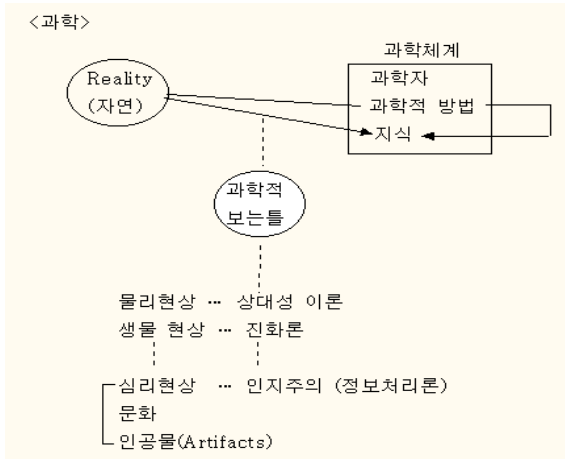 <과학>
과학체계
Reality
(자연)
과학자
과학적 방법
지식
과학적
보는틀
물리현상 … 상대성 이론
생물 현상 … 진화론
심리현상 … 인지주의 (정보처리론)
문화
인공물(Artifacts)